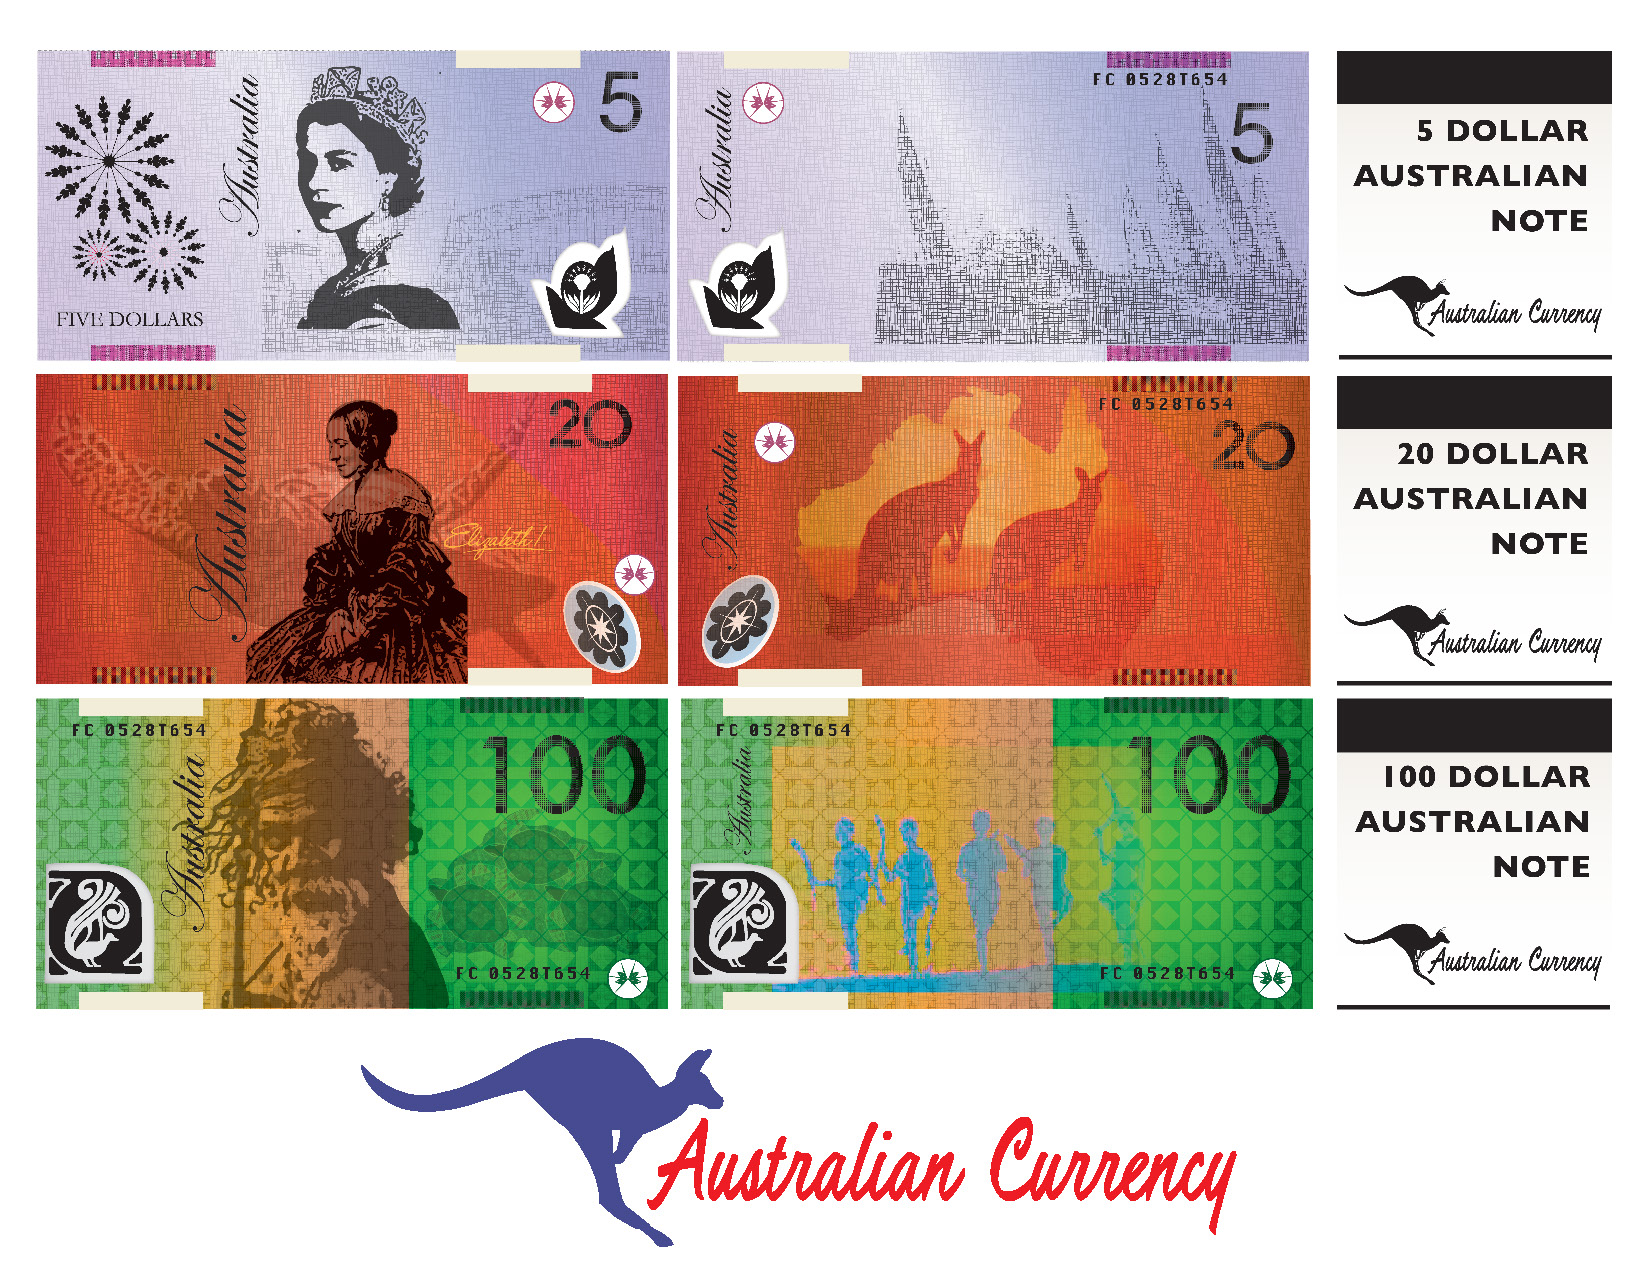 Australia
5
FIVE DOLLARS
Australia
FC 0528T654
5
5 DOLLAR
AUSTRALIAN
NOTE
Australian Currency
Australia
20
Elizabeth I
Australia
FC 0528T654
20
20 DOLLAR
AUSTRALIAN
NOTE
Australian Currency
FC 0528T654
Australia
100
FC 0528T654
FC 0528T654
Australia
100
FC 0528T654
100 DOLLAR
AUSTRALIAN
NOTE
Australian Currency
Australian Currency